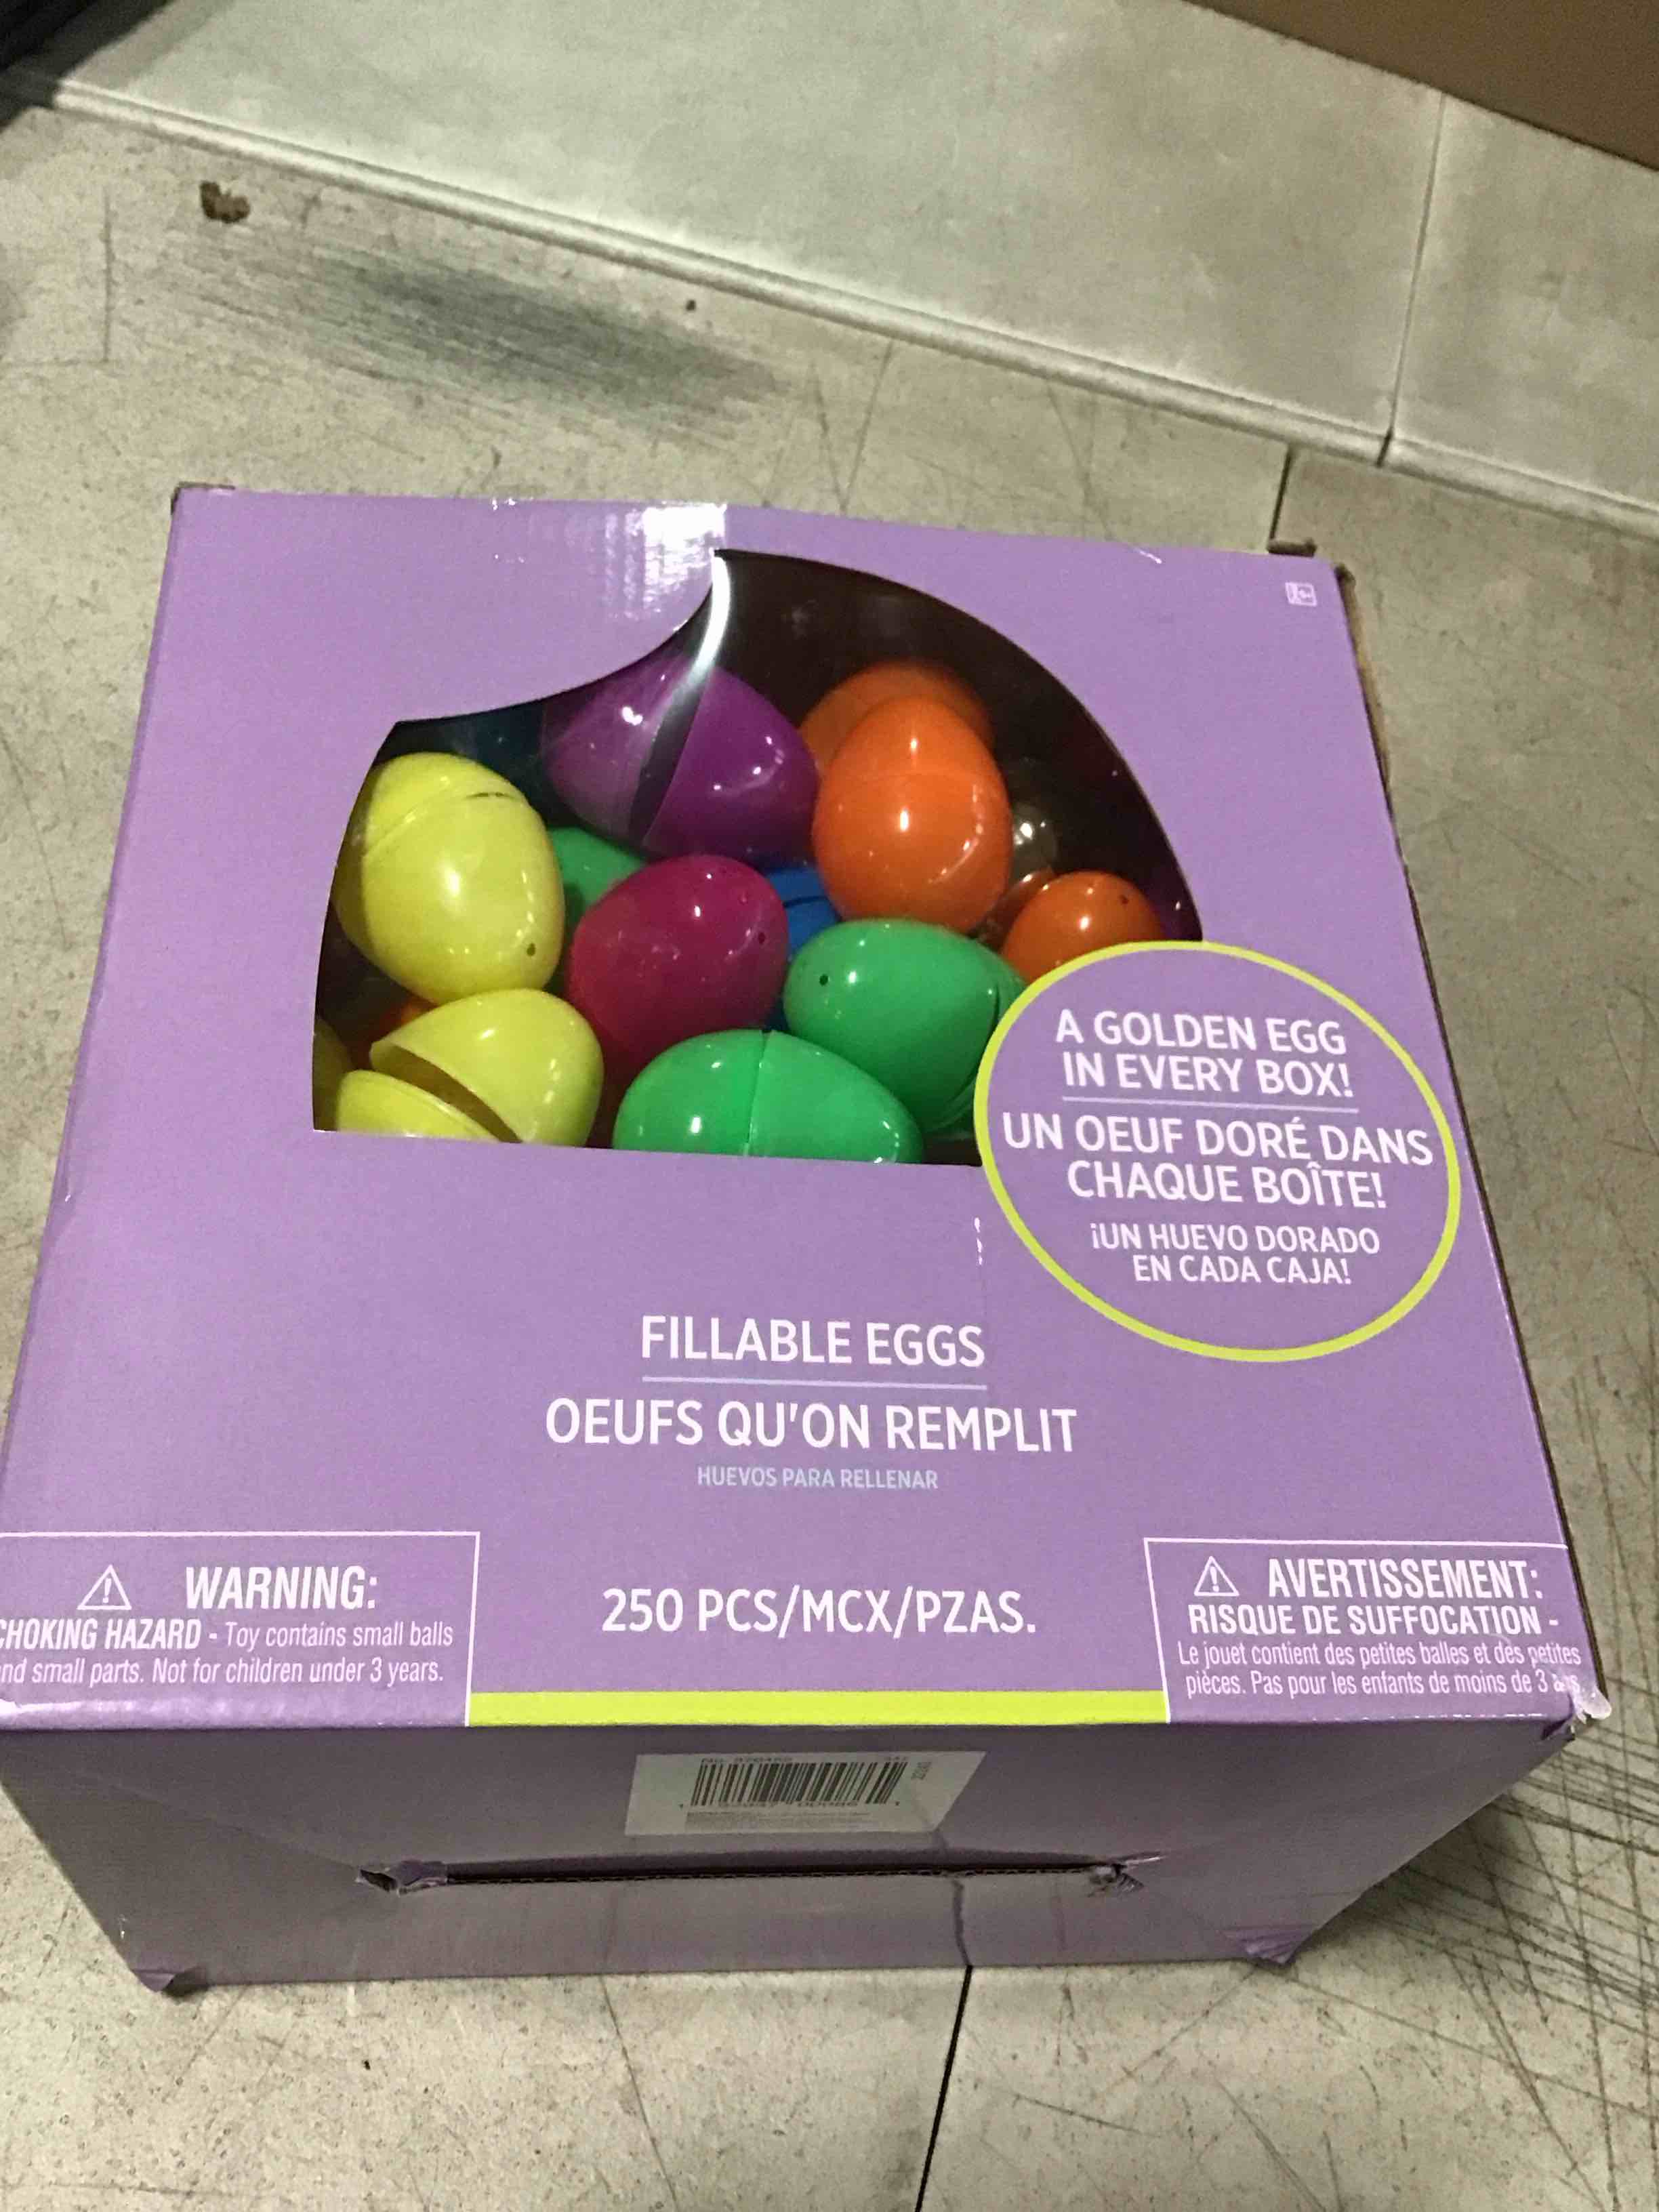 A GOLDEN EGG
IN EVERY BOX!
UN OEUF DORÉ DANS
CHAQUE BOÎTE!
¡UN HUEVO DORADO
EN CADA CAJA!
FILLABLE EGGS
OEUFS QU'ON REMPLIT
HUEVOS PARA RELLENAR
250 PCS/MCX/PZAS.
WARNING:
CHOKING HAZARD - Toy contains small balls
and small parts. Not for children under 3 years.
AVERTISSEMENT:
RISQUE DE SUFFOCATION -
Le jouet contient des petites balles et des petites
pièces. Pas pour les enfants de moins de 3 ans.